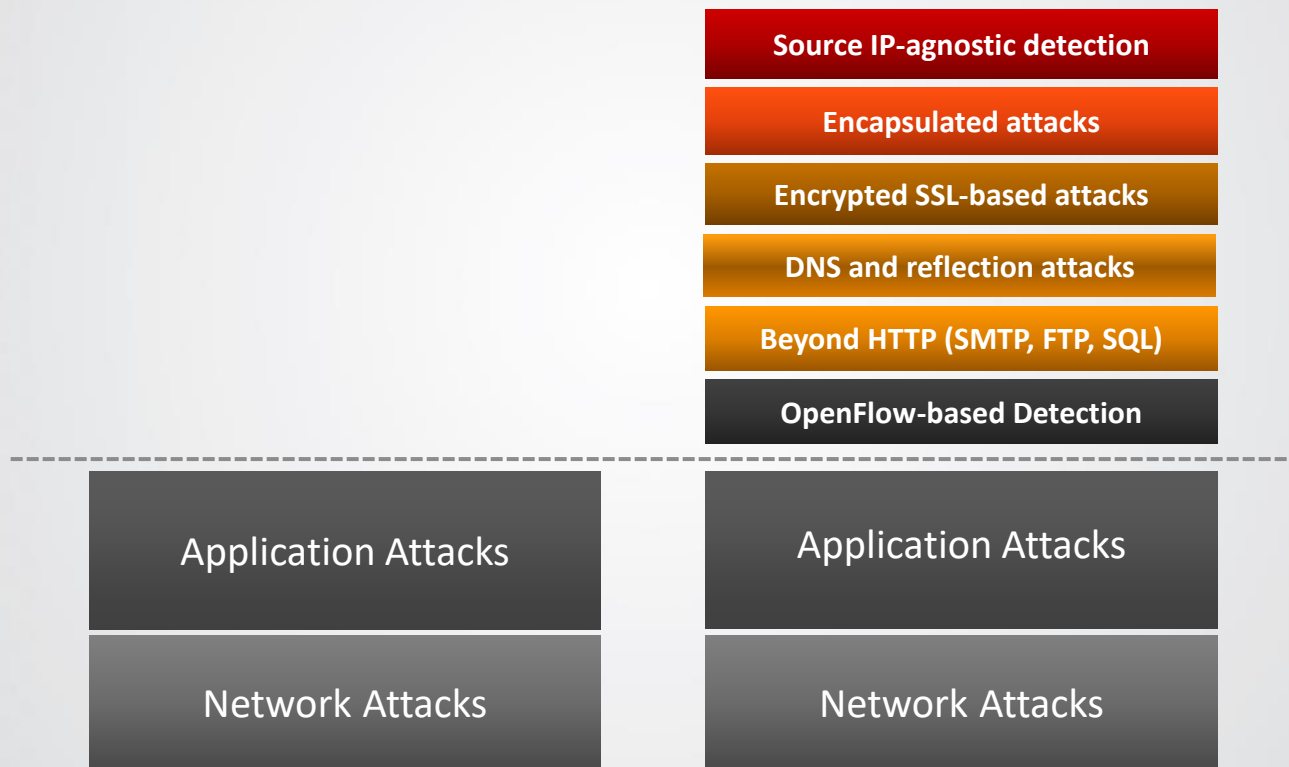 Source IP-agnostic detection
Encapsulated attacks
Encrypted SSL-based attacks
DNS and reflection attacks
Beyond HTTP (SMTP, FTP, SQL)
OpenFlow-based Detection
Application Attacks
Application Attacks
Network Attacks
Network Attacks